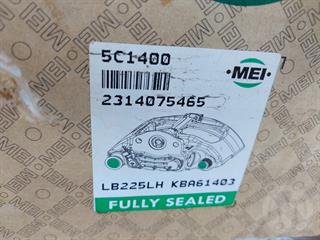 5C1400
·MEI·
2314075465
LB225LH KBA61403
FULLY SEALED